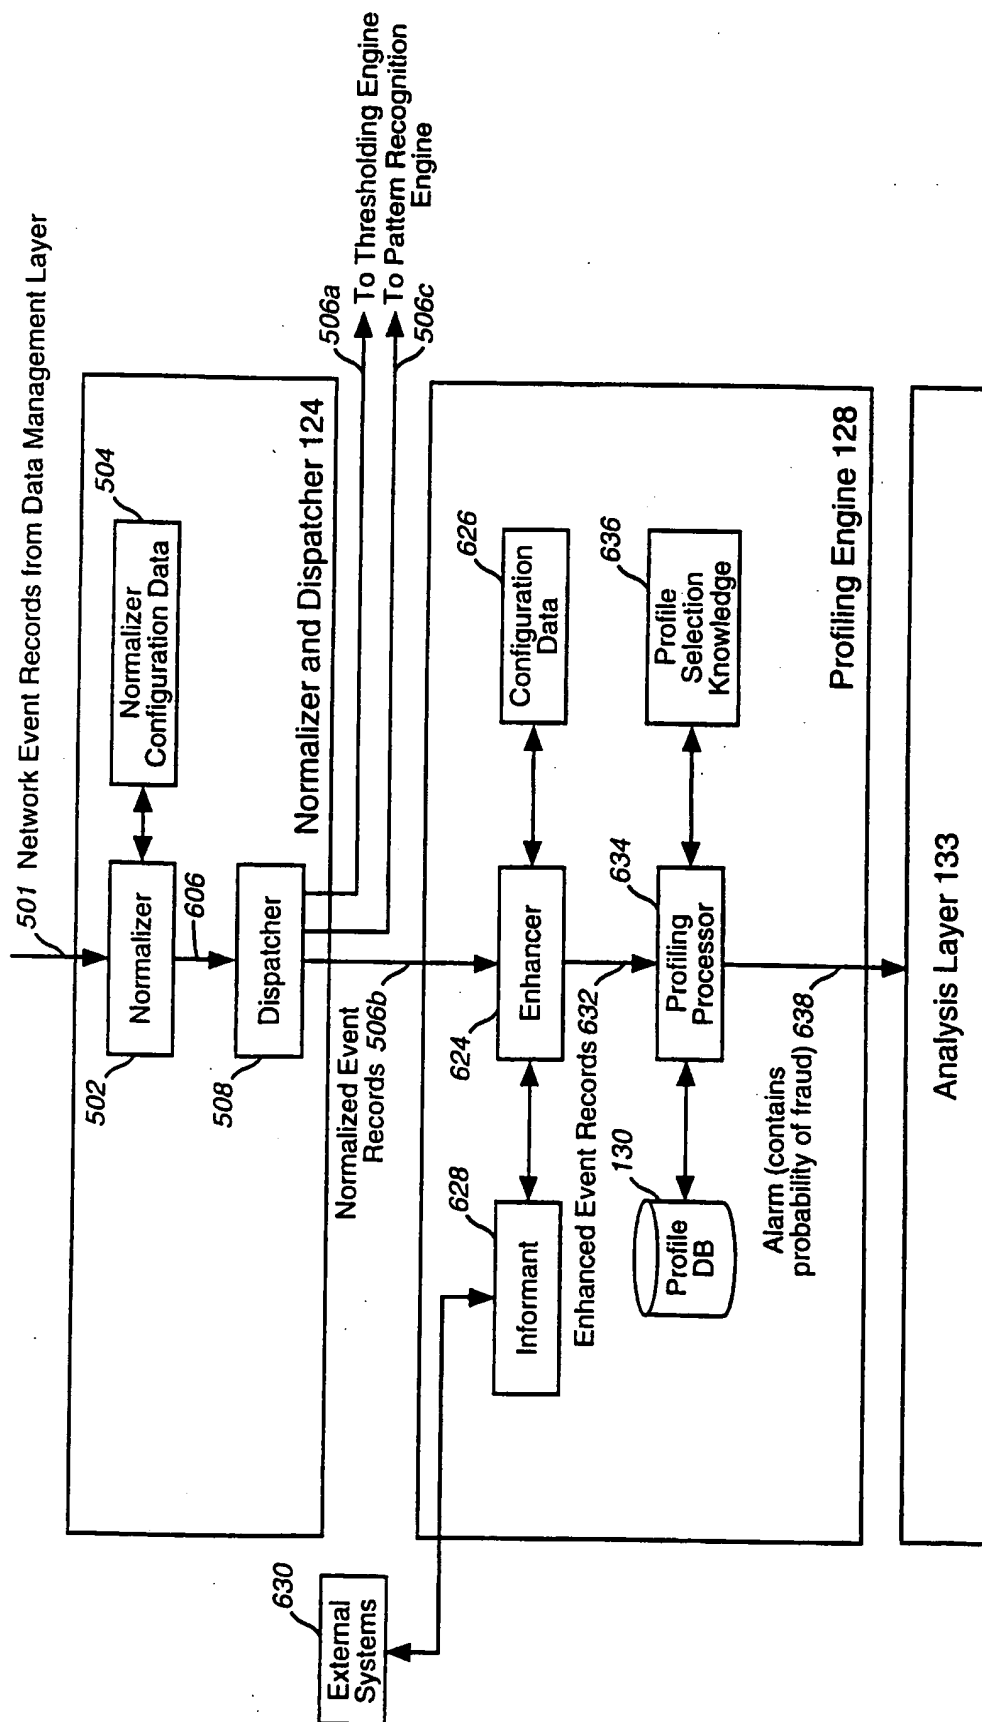 501 Network Event Records from Data Management Layer
504
Normalizer
Configuration Data
Normalizer
502
606
Dispatcher
508
Normalizer and Dispatcher 124
506a
To Thresholding Engine
To Pattern Recognition
Engine
506c
Normalized Event
Records 506b
External
Systems
630
Informant
628
Enhancer
624
Configuration
Data
626
Enhanced Event Records 632
Profile
DB
130
Profiling
Processor
634
Profile
Selection
Knowledge
636
Profiling Engine 128
Alarm (contains
probability of fraud) 638
Analysis Layer 133